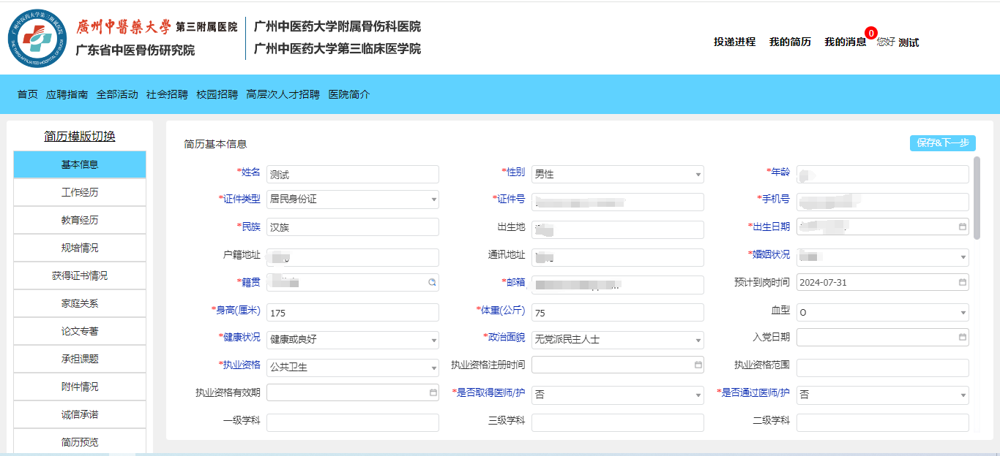 廣州中醫藥大學 第三附属医院
广东省中医骨伤研究院
广州中医药大学附属骨伤科医院
广州中医药大学第三临床医学院
投递进程 我的简历 我的消息 0 您好 测试
首页 应聘指南 全部活动 社会招聘 校园招聘 高层次人才招聘 医院简介
简历模版切换
基本信息
工作经历
教育经历
规培情况
获得证书情况
家庭关系
论文专著
承担课题
附件情况
诚信承诺
简历预览
简历基本信息 保存&下一步
*姓名 测试 *性别 男性 *年龄
*证件类型 居民身份证 *证件号 *手机号
*民族 汉族 出生地 *出生日期
户籍地址 通讯地址 *婚姻状况
*籍贯 *邮箱 预计到岗时间 2024-07-31
*身高(厘米) 175 *体重(公斤) 75 血型 O
*健康状况 健康或良好 *政治面貌 无党派民主人士 入党日期
*执业资格 公共卫生 执业资格注册时间 执业资格范围
执业资格有效期 *是否取得医师/护 否 *是否通过医师/护 否
一级学科 三级学科 二级学科